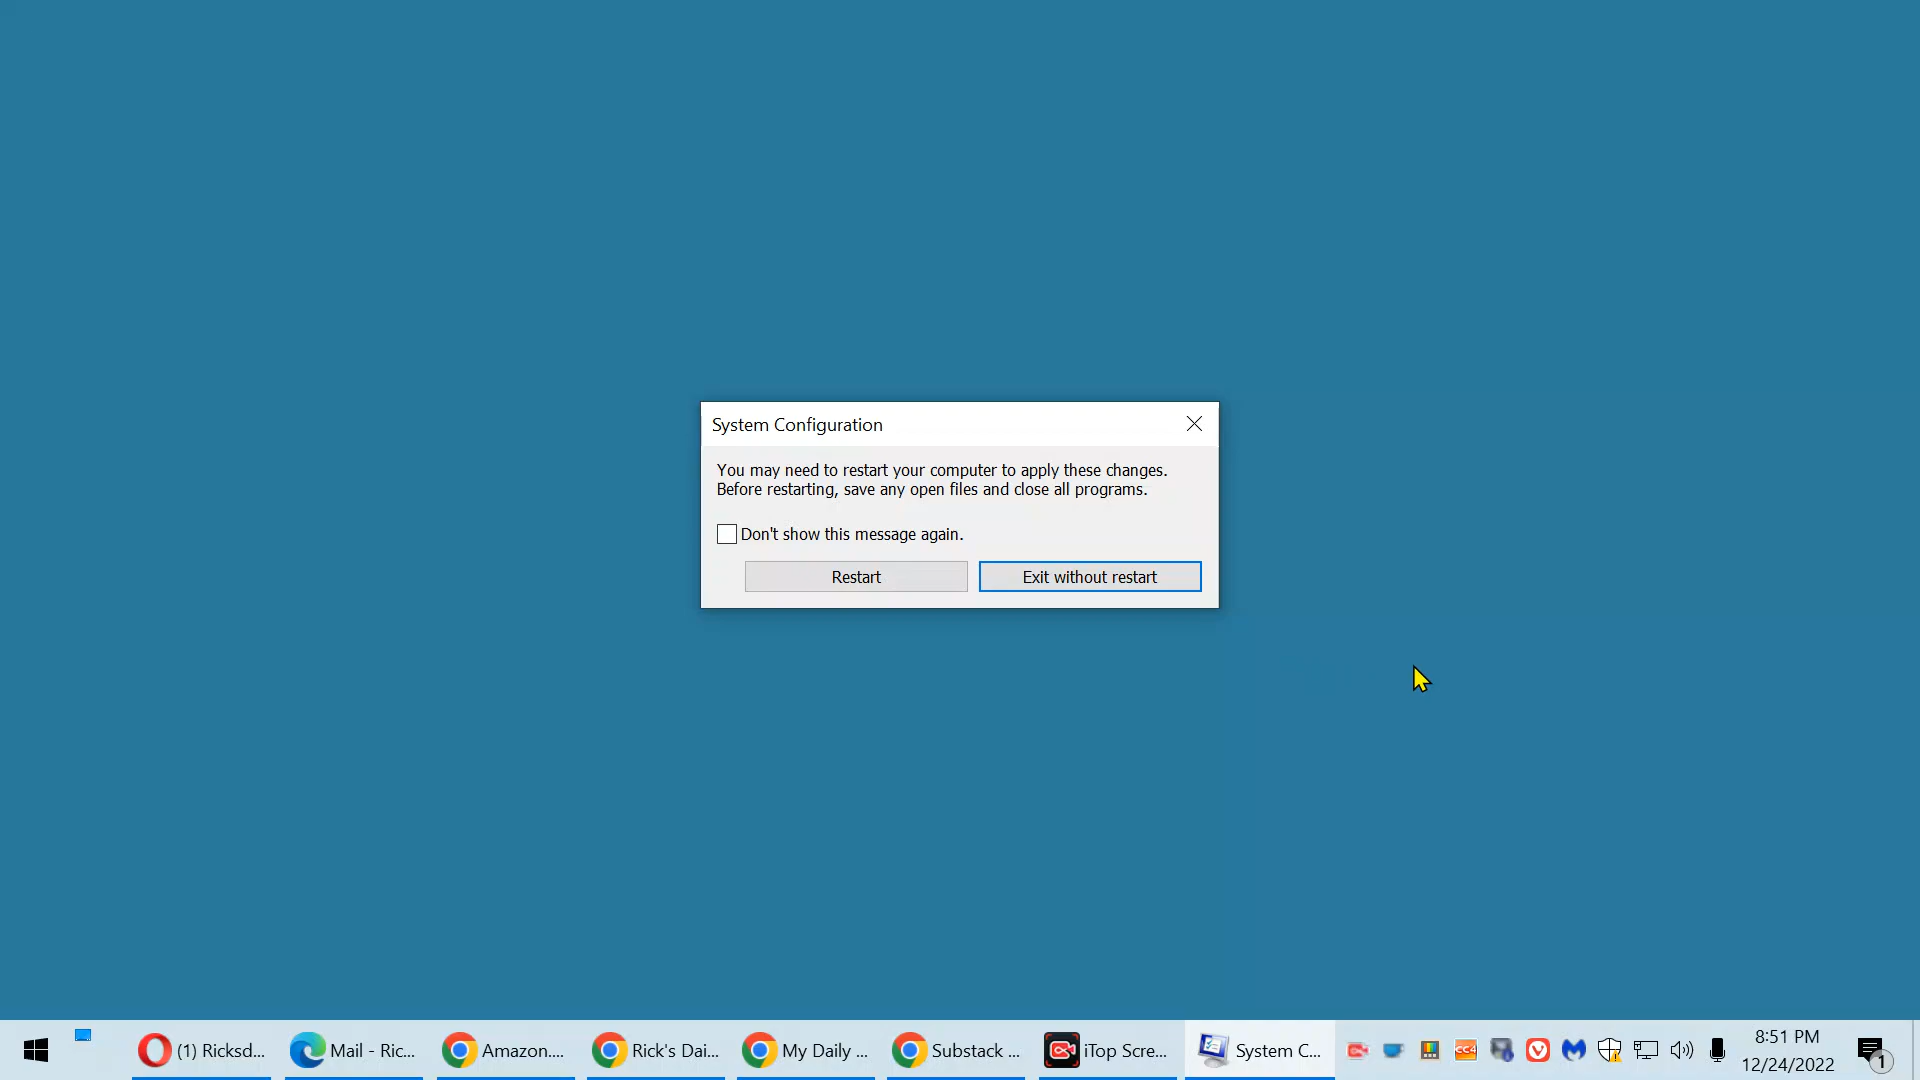 System Configuration
You may need to restart your computer to apply these changes.
Before restarting, save any open files and close all programs.
Don't show this message again.
Restart
Exit without restart
(1) Ricksd...
Mail - Ric...
Amazon....
Rick's Dai...
My Daily ...
Substack ...
iTop Scre...
System C...
CC4
8:51 PM
12/24/2022
1